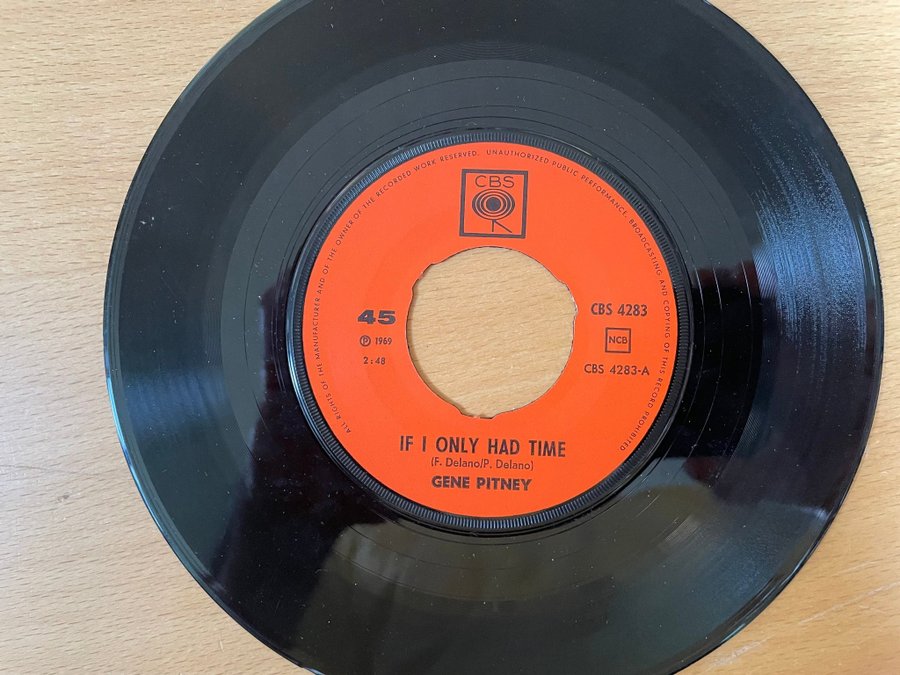 ALL RIGHTS OF THE MANUFACTURER AND OF THE OWNER OF THE RECORDED WORK RESERVED. UNAUTHORIZED PUBLIC PERFORMANCE, BROADCASTING AND COPYING OF THIS RECORD PROHIBITED
CBS
45
℗ 1969
2:48
CBS 4283
NCB
CBS 4283-A
IF I ONLY HAD TIME
(F. Delano/P. Delano)
GENE PITNEY